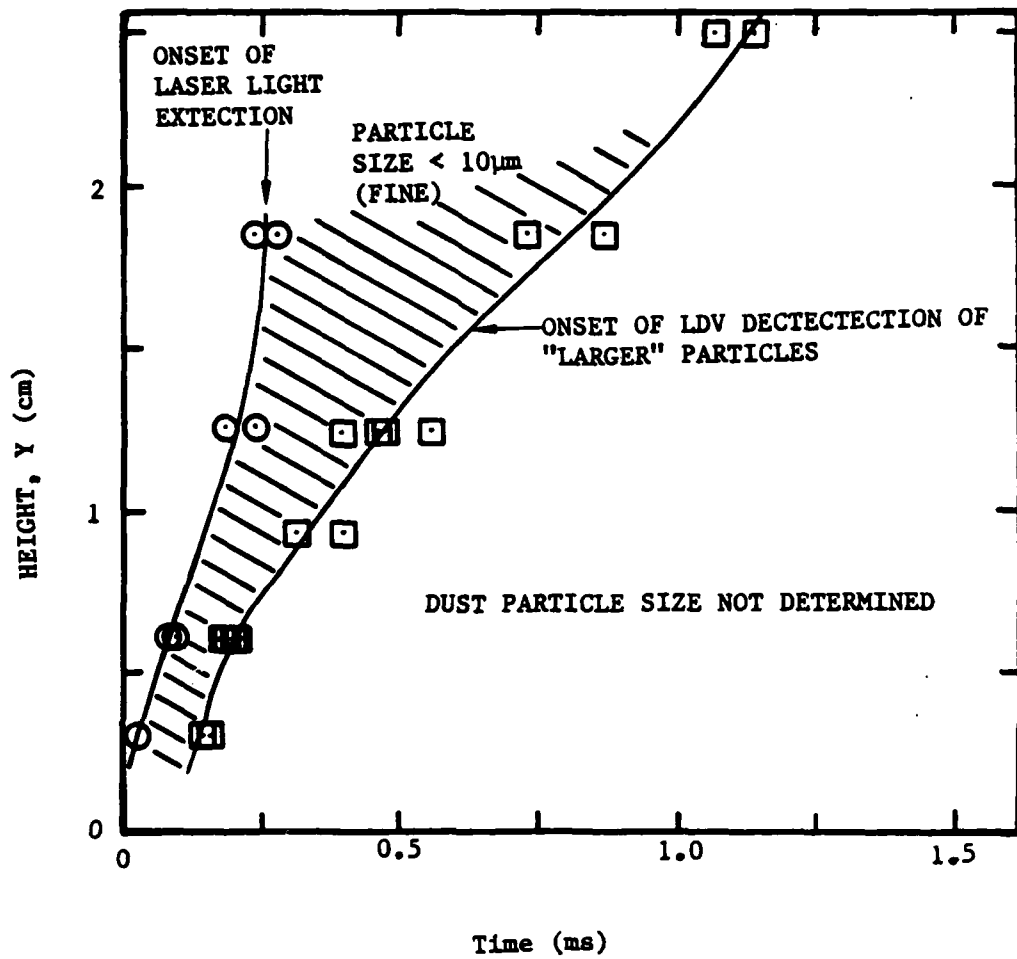 ONSET OF
LASER LIGHT
EXTECTION
PARTICLE
SIZE < 10μm
(FINE)
2
ONSET OF LDV DECTECTECTION OF
"LARGER" PARTICLES
HEIGHT, Y (cm)
1
DUST PARTICLE SIZE NOT DETERMINED
0
0
0.5
1.0
1.5
Time (ms)